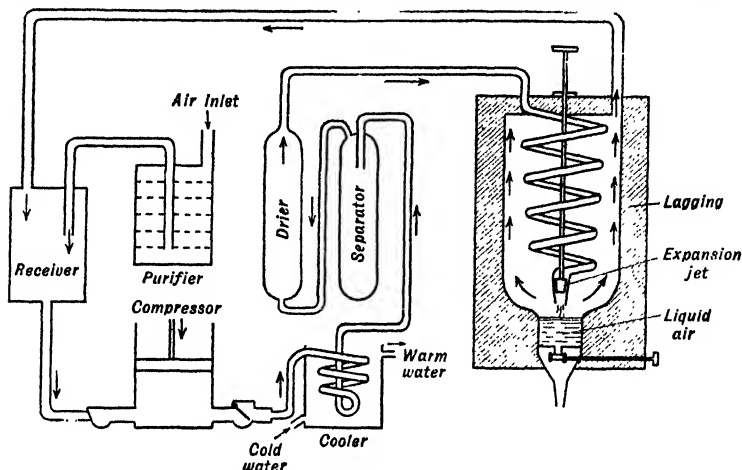 Air Inlet
Drier
Separator
Lagging
Receiver
Purifier
Expansion
jet
Compressor
Liquid
air
Warm
water
Cold
water
Cooler